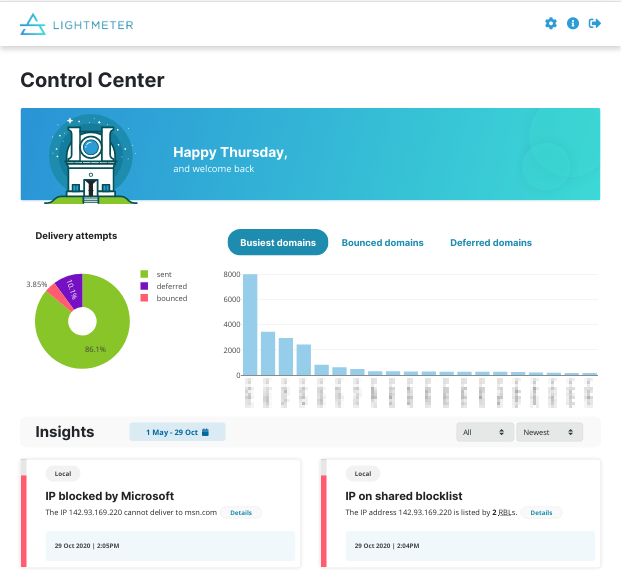 LIGHTMETER
Control Center
Happy Thursday,
and welcome back
Delivery attempts
Busiest domains
Bounced domains
Deferred domains
3.85%
10.1%
86.1%
sent
deferred
bounced
8000
6000
4000
2000
0
Insights
1 May - 29 Oct
All
Newest
Local
IP blocked by Microsoft
The IP 142.93.169.220 cannot deliver to msn.com Details
29 Oct 2020 | 2:05PM
Local
IP on shared blocklist
The IP address 142.93.169.220 is listed by 2 RBLs. Details
29 Oct 2020 | 2:04PM